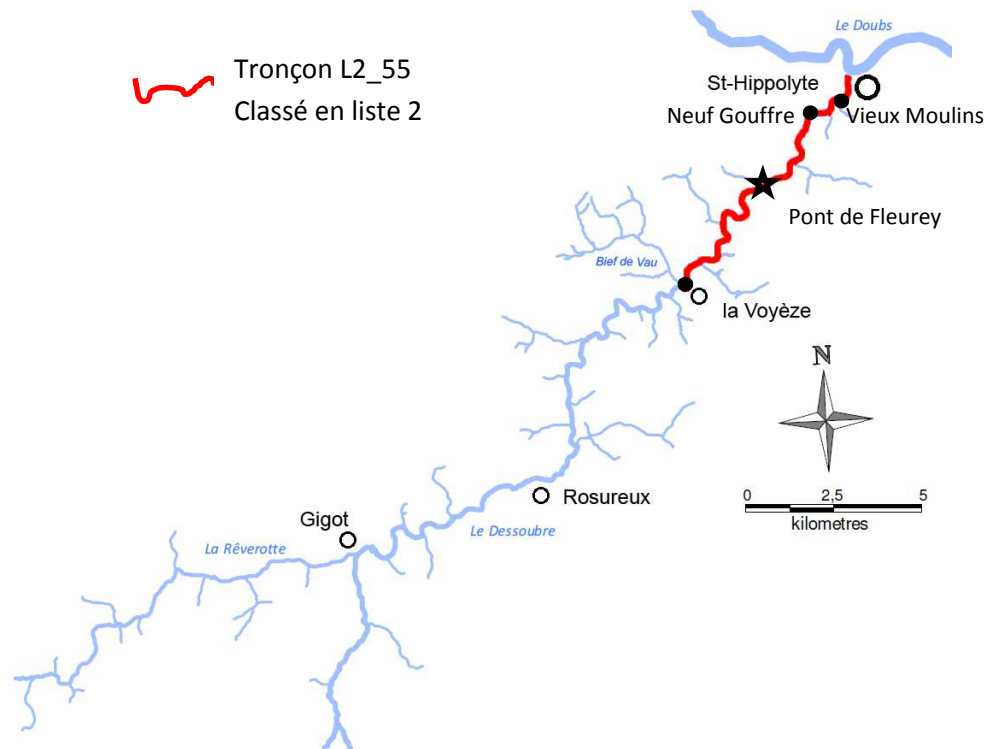 Le Doubs
Tronçon L2_55
Classé en liste 2
St-Hippolyte
Neuf Gouffre
Vieux Moulins
Pont de Fleurey
Bief de Vau
la Voyèze
N
Rosureux
0 2,5 5
kilometres
Gigot
Le Dessoubre
La Rêverotte